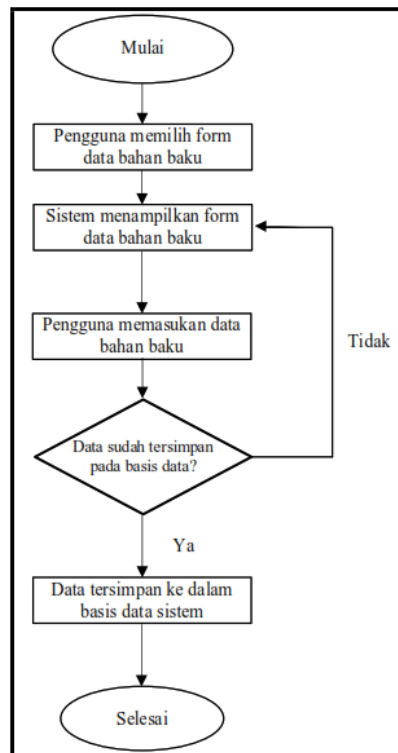 Mulai
Pengguna memilih form
data bahan baku
Sistem menampilkan form
data bahan baku
Pengguna memasukan data
bahan baku
Tidak
Data sudah tersimpan
pada basis data?
Ya
Data tersimpan ke dalam
basis data sistem
Selesai